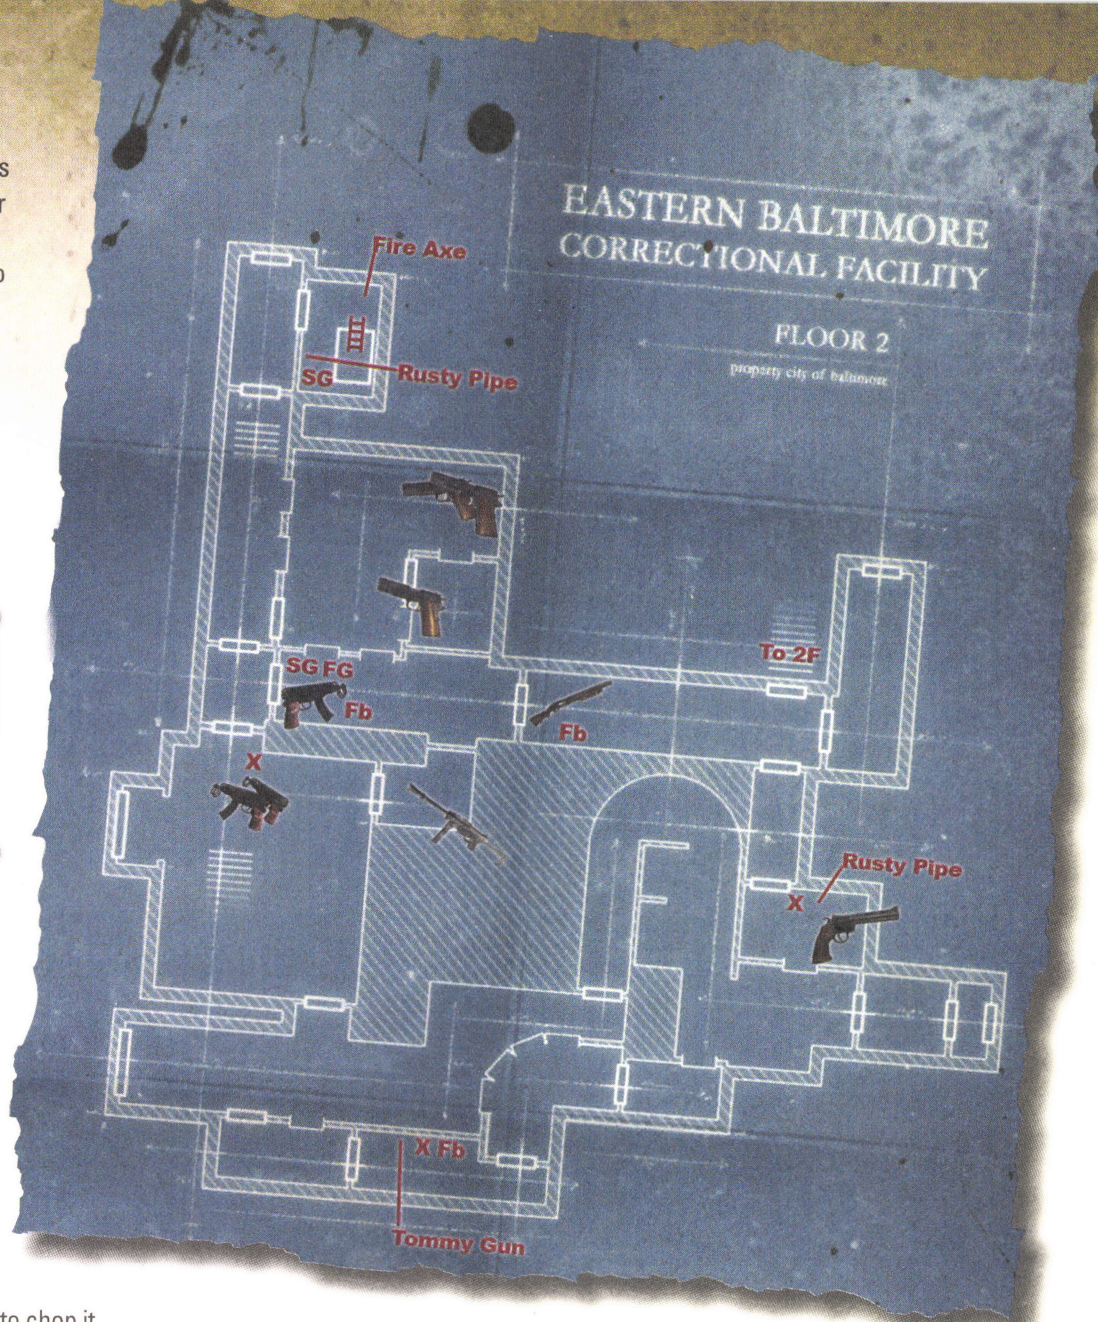 s
r
o
EASTERN BALTIMORE
CORRECTIONAL FACILITY
FLOOR 2
property city of baltimore
Fire Axe
SG
Rusty Pipe
To 2F
SG FG
Fb
Fb
X
Rusty Pipe
X
X Fb
Tommy Gun
to chop it